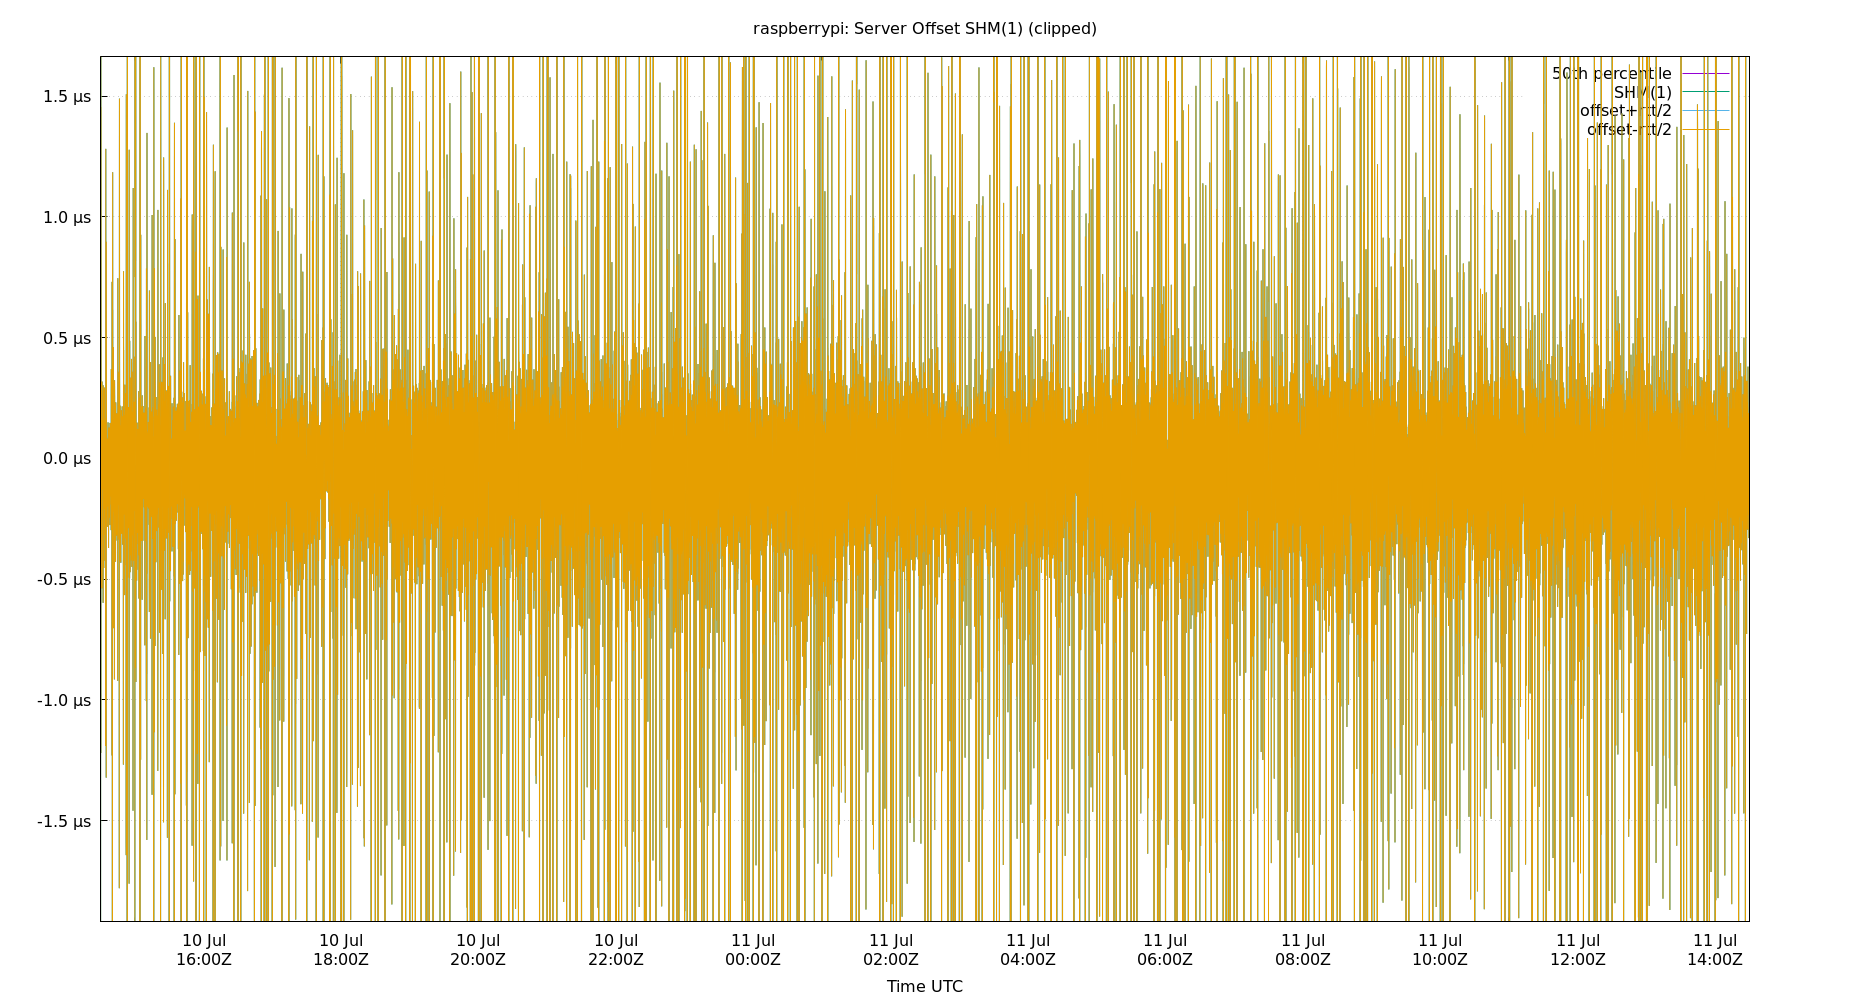 raspberrypi: Server Offset SHM(1) (clipped)
50th percentile
SHM(1)
offset+rtt/2
offset-rtt/2
1.5 µs
1.0 µs
0.5 µs
0.0 µs
-0.5 µs
-1.0 µs
-1.5 µs
10 Jul 10 Jul 10 Jul 10 Jul 11 Jul 11 Jul 11 Jul 11 Jul 11 Jul 11 Jul 11 Jul 11 Jul
16:00Z 18:00Z 20:00Z 22:00Z 00:00Z 02:00Z 04:00Z 06:00Z 08:00Z 10:00Z 12:00Z 14:00Z
Time UTC